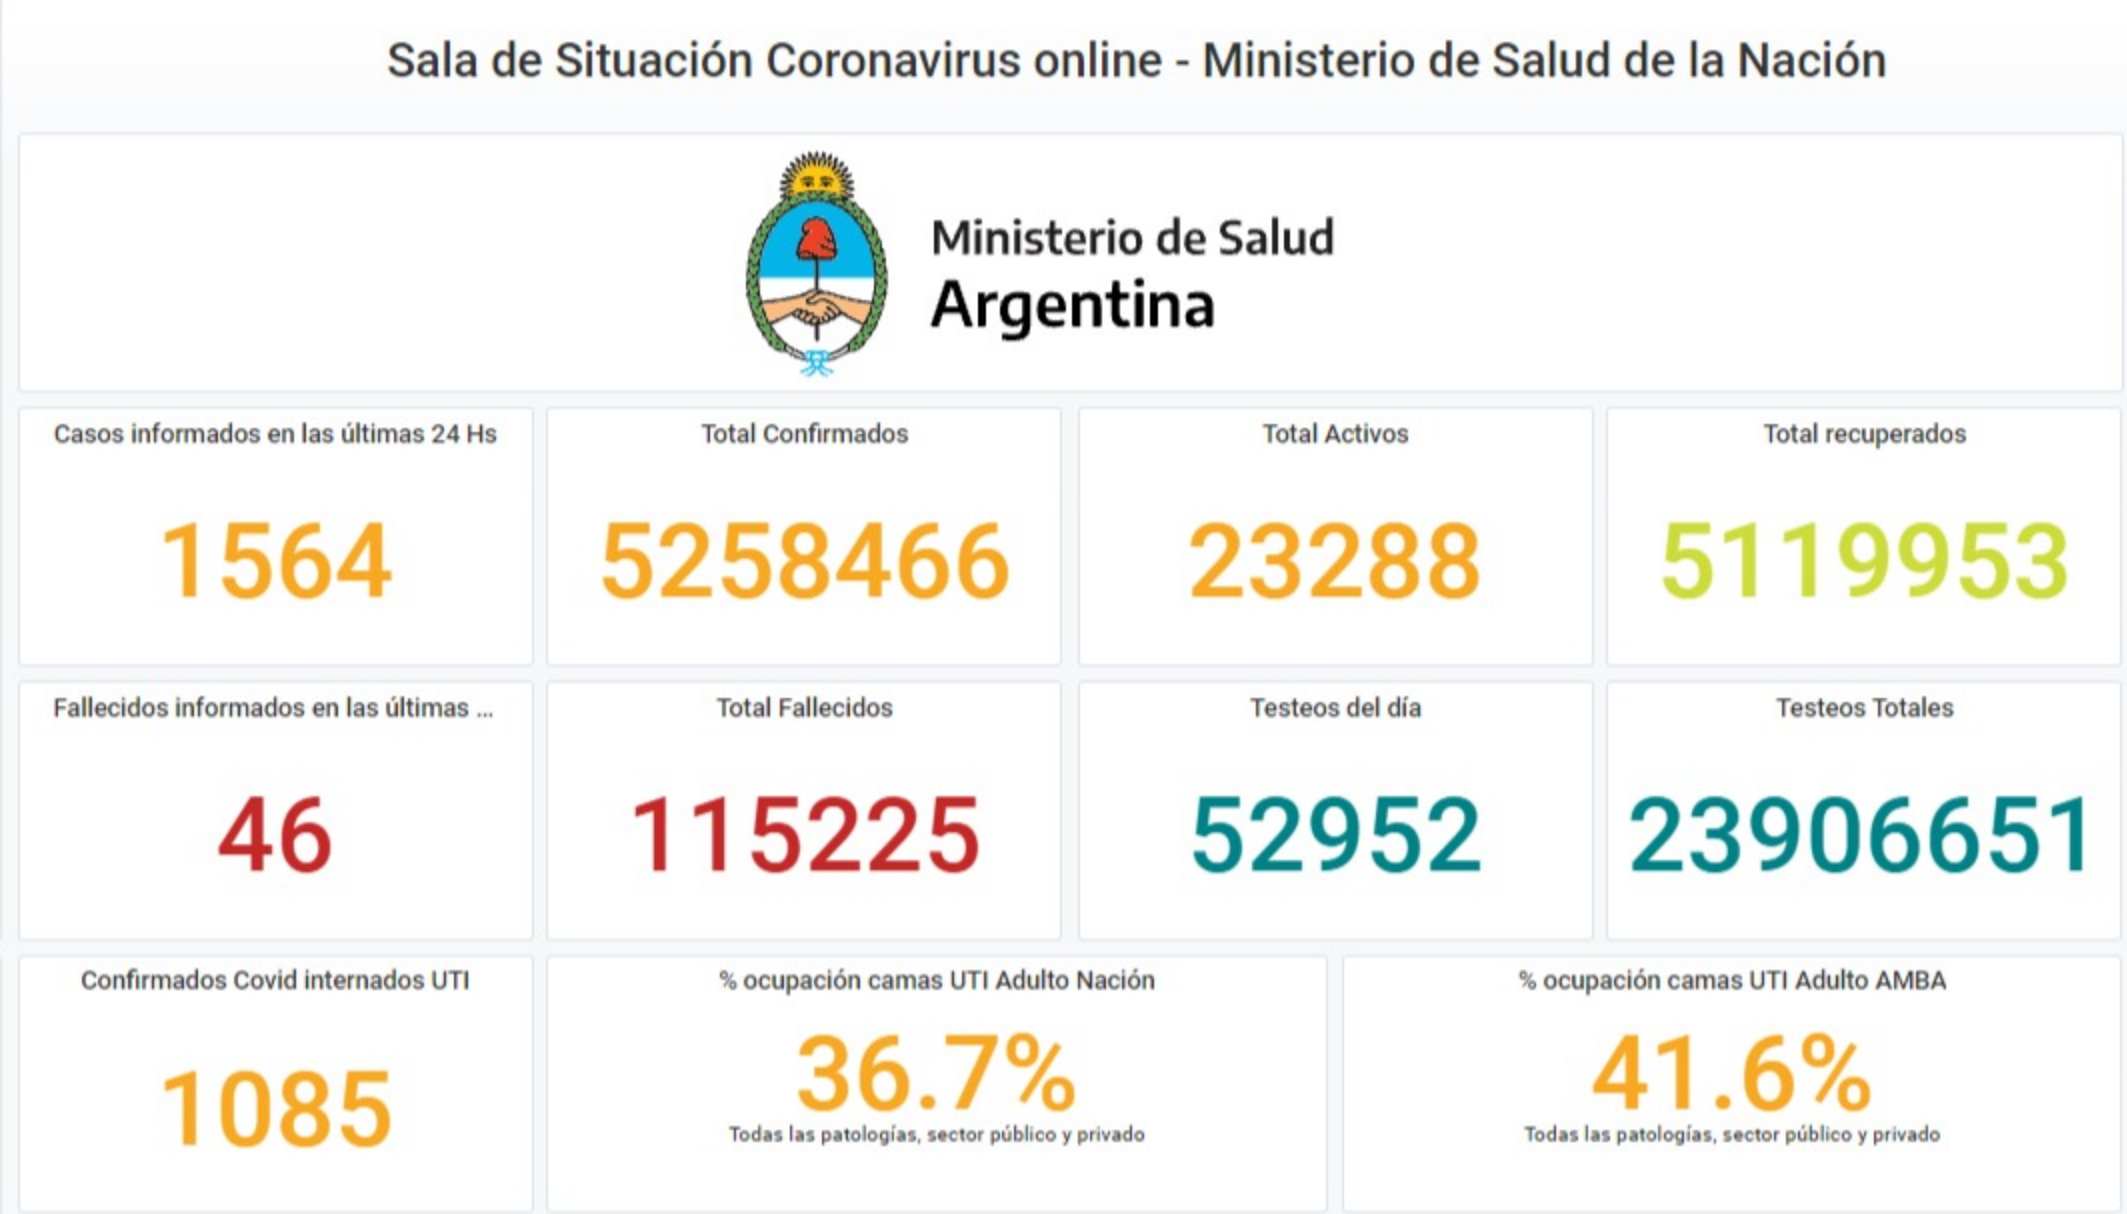 Sala de Situación Coronavirus online - Ministerio de Salud de la Nación
Ministerio de Salud
Argentina
Casos informados en las últimas 24 Hs
1564
Total Confirmados
5258466
Total Activos
23288
Total recuperados
5119953
Fallecidos informados en las últimas ...
46
Total Fallecidos
115225
Testeos del día
52952
Testeos Totales
23906651
Confirmados Covid internados UTI
1085
% ocupación camas UTI Adulto Nación
36.7%
Todas las patologías, sector público y privado
% ocupación camas UTI Adulto AMBA
41.6%
Todas las patologías, sector público y privado